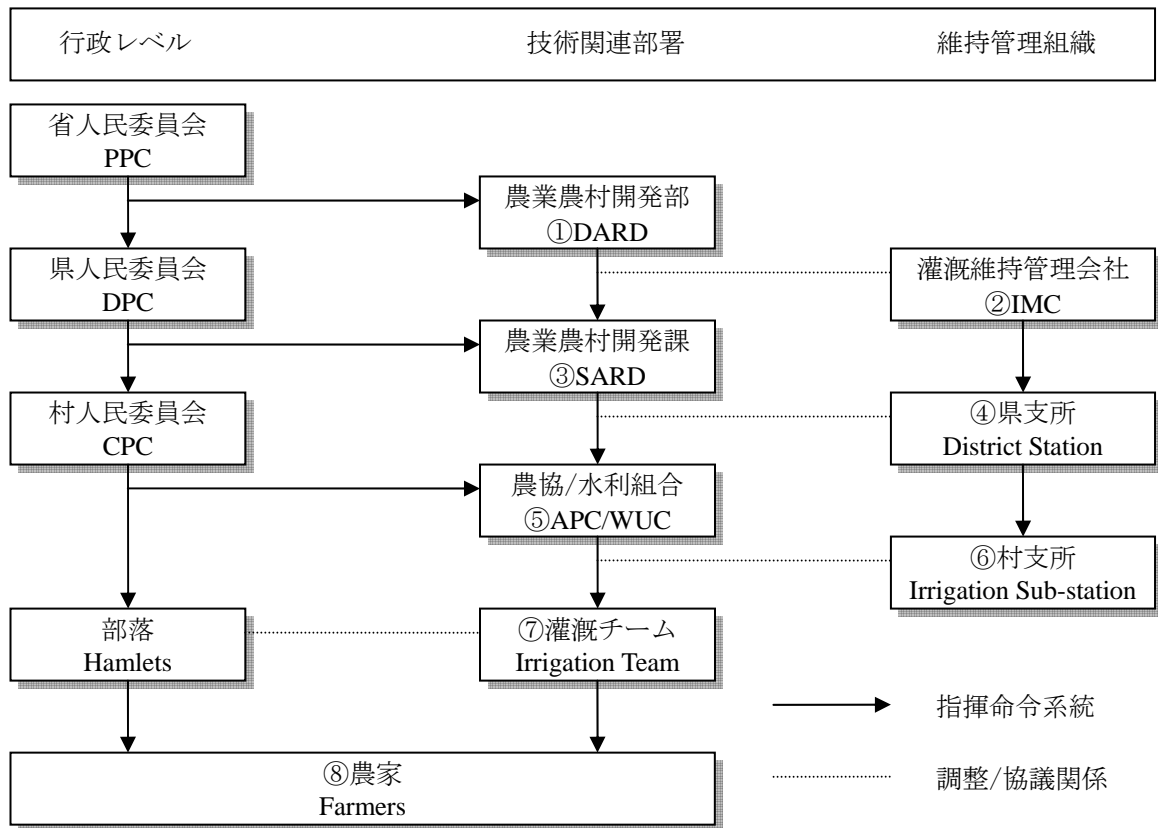 行政レベル 技術関連部署 維持管理組織
省人民委員会
PPC
農業農村開発部
①DARD
県人民委員会
DPC
灌漑維持管理会社
②IMC
農業農村開発課
③SARD
村人民委員会
CPC
④県支所
District Station
農協/水利組合
⑤APC/WUC
⑥村支所
Irrigation Sub-station
部落
Hamlets
⑦灌漑チーム
Irrigation Team
指揮命令系統
⑧農家
Farmers
調整/協議関係